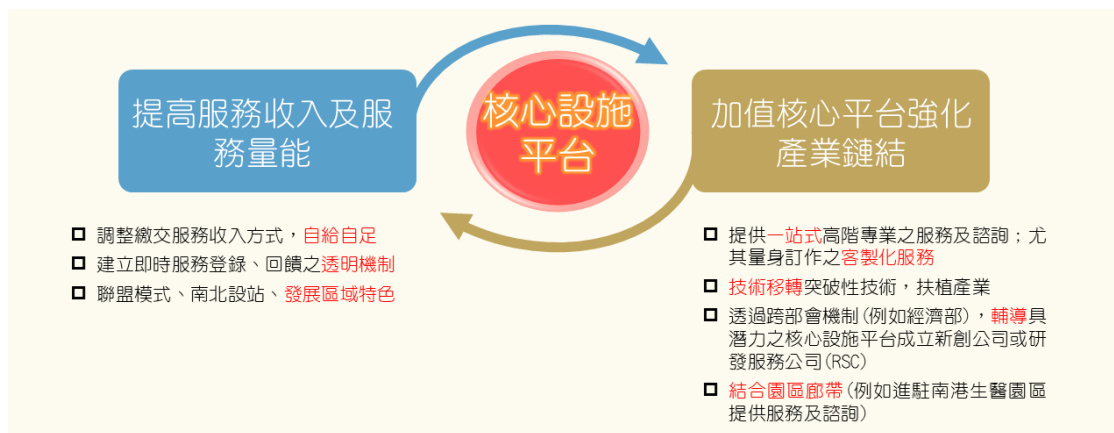 提高服務收入及服
務量能
核心設施
平台
加值核心平台強化
產業鏈結
調整繳交服務收入方式，自給自足
建立即時服務登錄、回饋之透明機制
聯盟模式、南北設站、發展區域特色
提供一站式高階專業之服務及諮詢；尤
其量身訂作之客製化服務
技術移轉突破性技術，扶植產業
透過跨部會機制(例如經濟部)，輔導具
潛力之核心設施平台成立新創公司或研
發服務公司(RSC)
結合園區廊帶(例如進駐南港生醫園區
提供服務及諮詢)